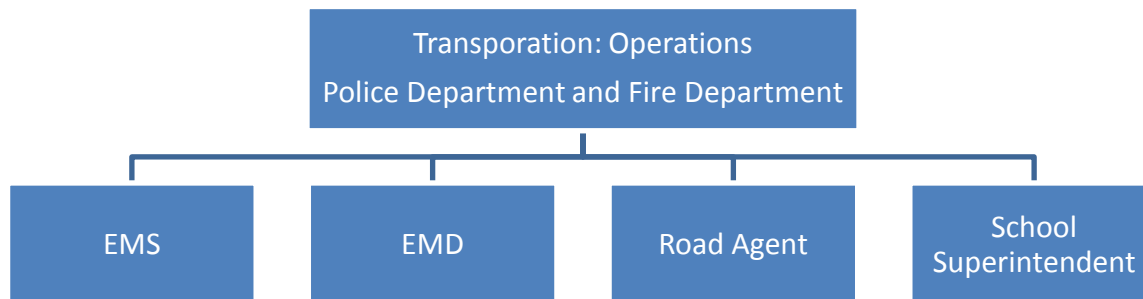 Transporation: Operations
Police Department and Fire Department
EMS
EMD
Road Agent
School
Superintendent